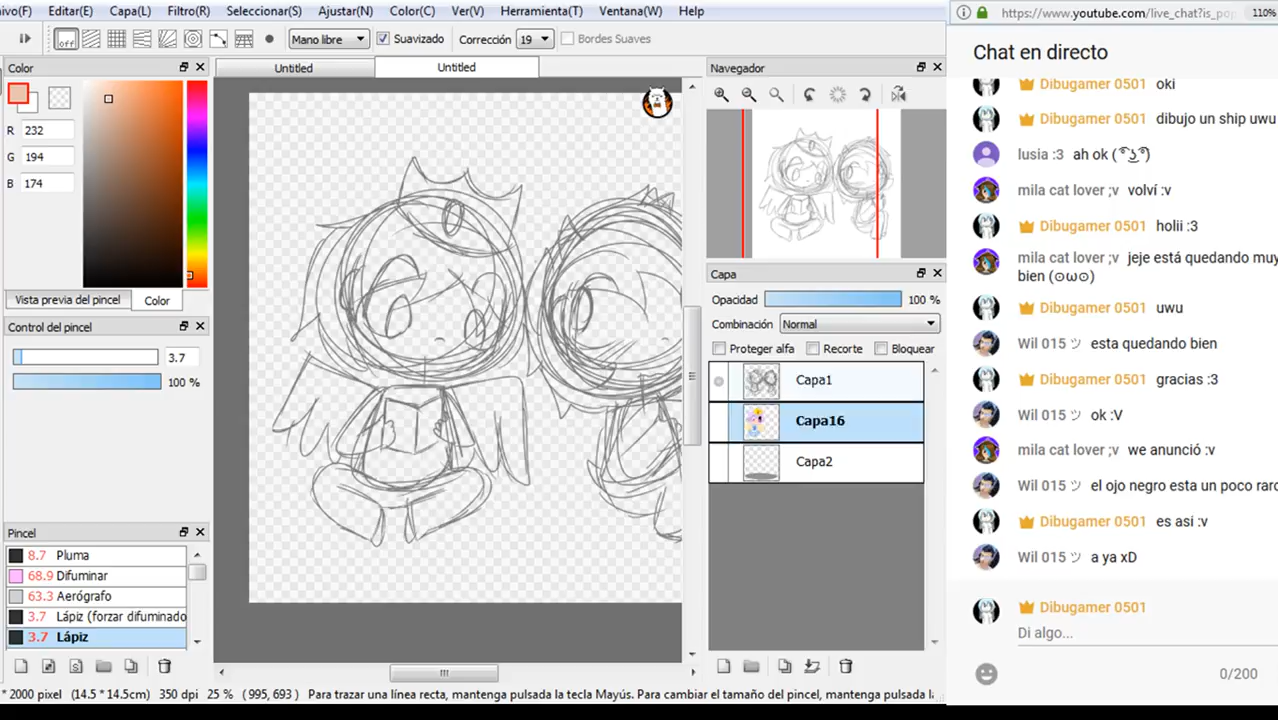 ivo(F) Editar(E) Capa(L) Filtro(R) Seleccionar(S) Ajustar(N) Color(C) Ver(V) Herramienta(T) Ventana(W) Help
off Mano libre Suavizado Corrección 19 Bordes Suaves
Color
R 232
G 194
B 174
Vista previa del pincel Color
Control del pincel
3.7
100 %
Pincel
8.7 Pluma
68.9 Difuminar
63.3 Aerógrafo
3.7 Lápiz (forzar difuminado
3.7 Lápiz
Untitled Untitled
Navegador
Capa
Opacidad 100 %
Combinación Normal
Proteger alfa Recorte Bloquear
Capa1
Capa16
Capa2
* 2000 pixel (14.5 * 14.5cm) 350 dpi 25 % ( 995, 693 ) Para trazar una línea recta, mantenga pulsada la tecla Mayús. Para cambiar el tamaño del pincel, mantenga pulsada la
https://www.youtube.com/live_chat?is_pop 110%
Chat en directo
Dibugamer 0501 oki
Dibugamer 0501 dibujo un ship uwu
lusia :3 ah ok ( ͡° ͜ʖ ͡°)
mila cat lover ;v volví :v
Dibugamer 0501 holii :3
mila cat lover ;v jeje está quedando muy
bien (⊙ω⊙)
Dibugamer 0501 uwu
Wil 015 ツ esta quedando bien
Dibugamer 0501 gracias :3
Wil 015 ツ ok :V
mila cat lover ;v we anunció :v
Wil 015 ツ el ojo negro esta un poco raro
Dibugamer 0501 es así :v
Wil 015 ツ a ya xD
Dibugamer 0501
Di algo...
0/200